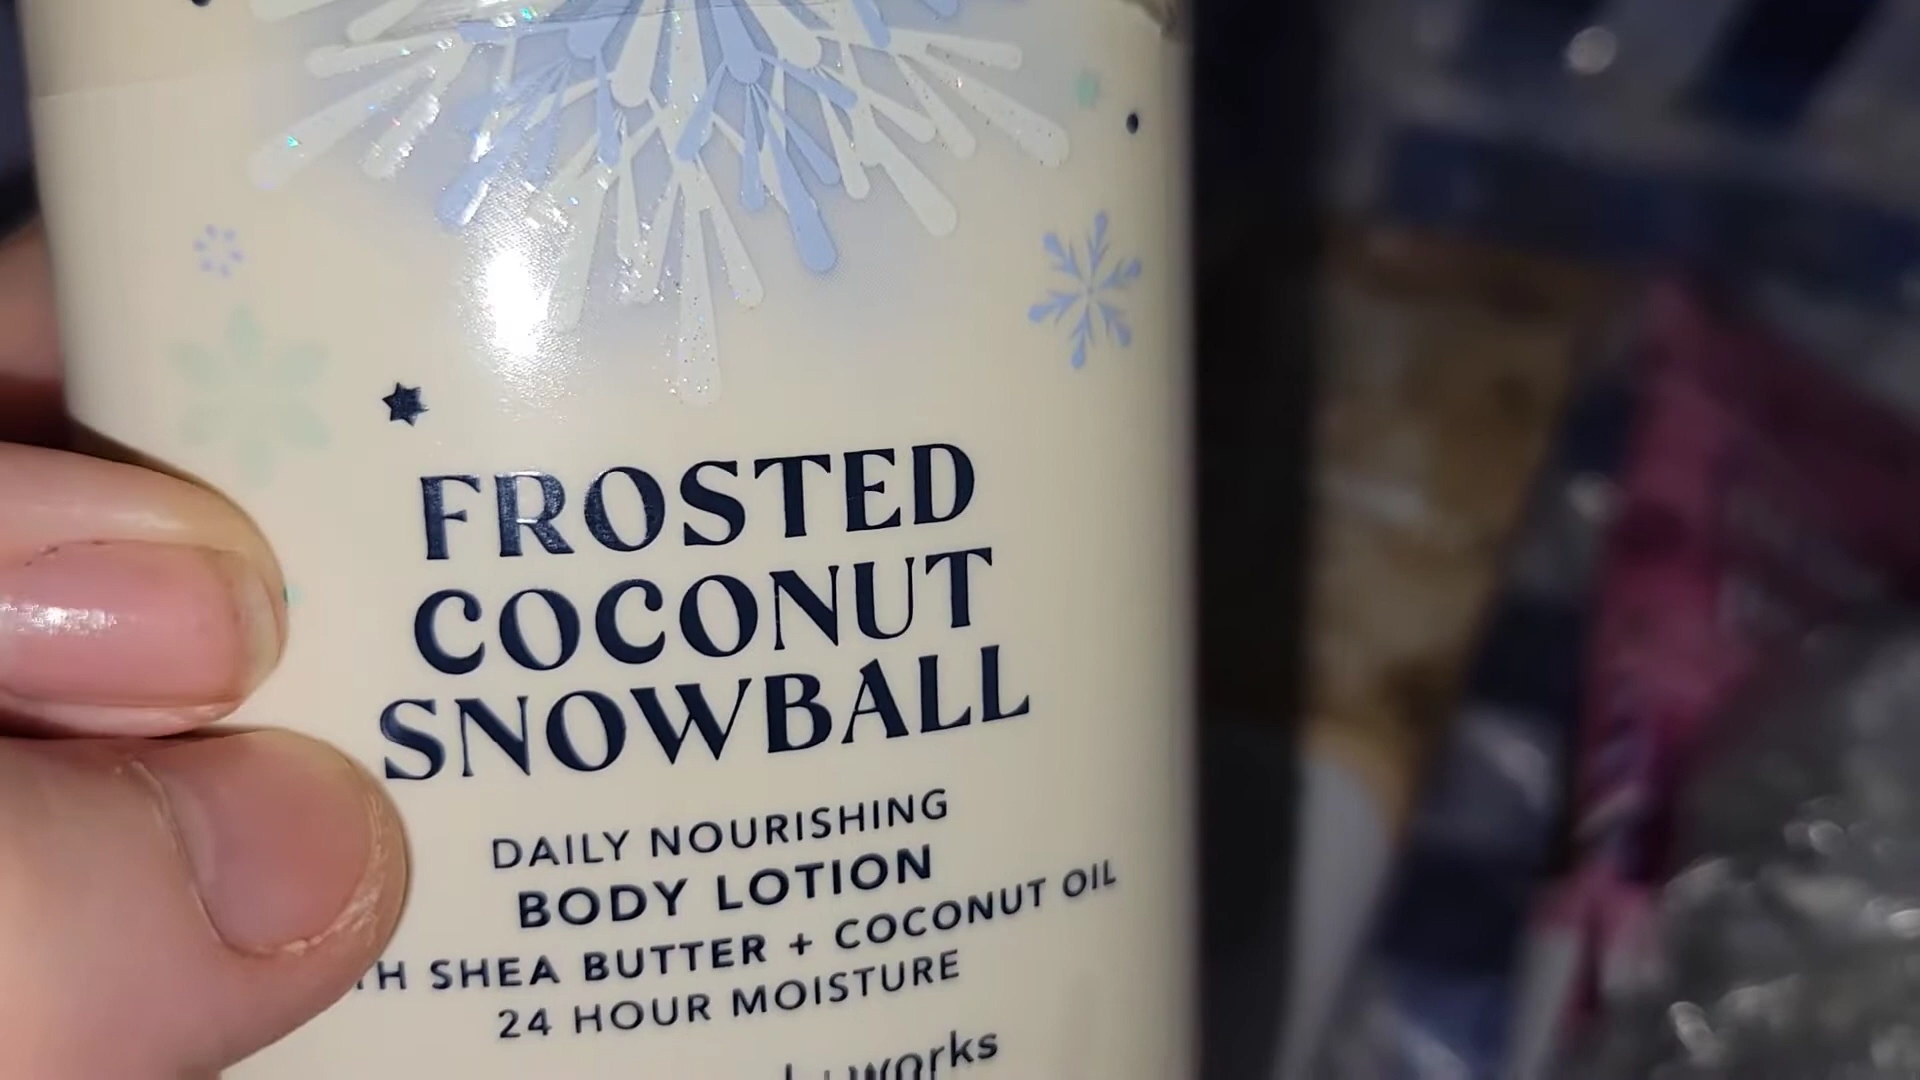 FROSTED
COCONUT
SNOWBALL
DAILY NOURISHING
BODY LOTION
SHEA BUTTER + COCONUT OIL
24 HOUR MOISTURE
works